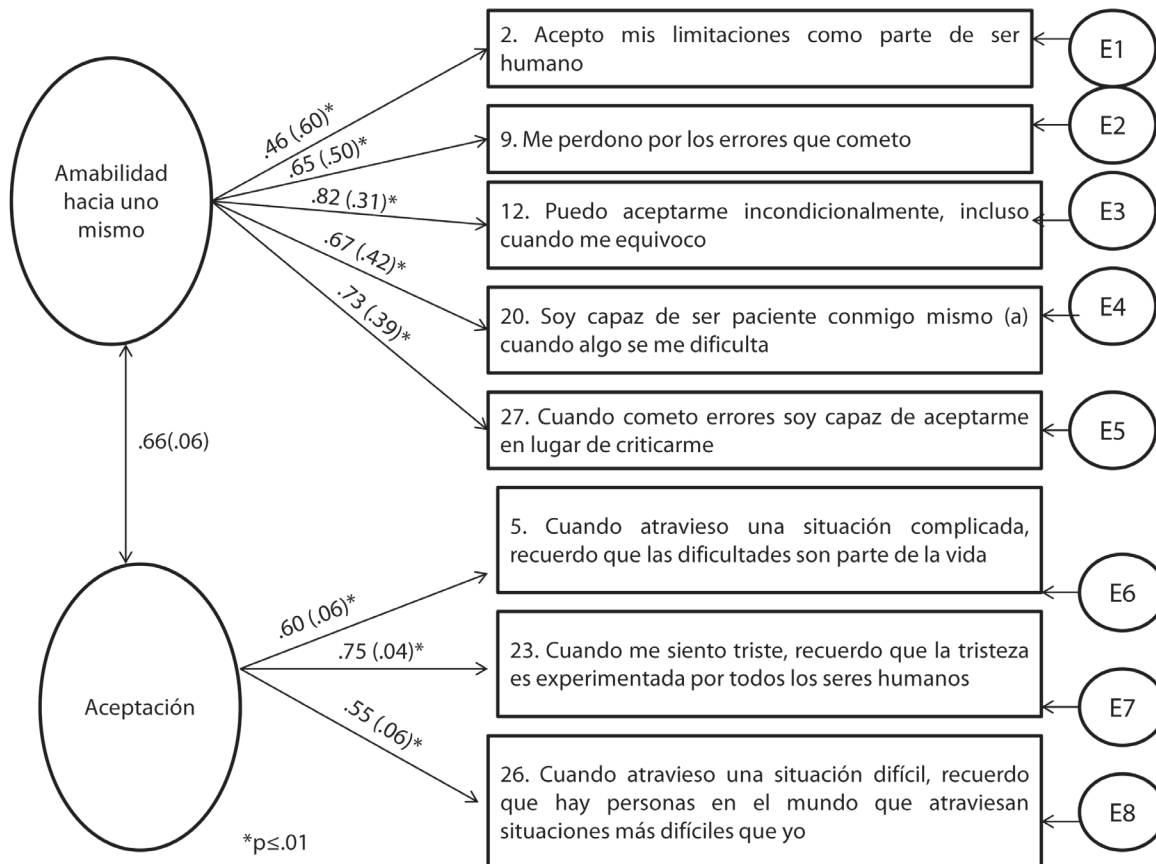 2. Acepto mis limitaciones como parte de ser
humano
E1
9. Me perdono por los errores que cometo
E2
12. Puedo aceptarme incondicionalmente, incluso
cuando me equivoco
E3
20. Soy capaz de ser paciente conmigo mismo (a)
cuando algo se me dificulta
E4
27. Cuando cometo errores soy capaz de aceptarme
en lugar de criticarme
E5
Amabilidad
hacia uno
mismo
.46 (.60)*
.65 (.50)*
.82 (.31)*
.67 (.42)*
.73 (.39)*
.66(.06)
5. Cuando atravieso una situación complicada,
recuerdo que las dificultades son parte de la vida
E6
23. Cuando me siento triste, recuerdo que la tristeza
es experimentada por todos los seres humanos
E7
26. Cuando atravieso una situación difícil, recuerdo
que hay personas en el mundo que atraviesan
situaciones más difíciles que yo
E8
Aceptación
.60 (.06)*
.75 (.04)*
.55 (.06)*
*p≤.01